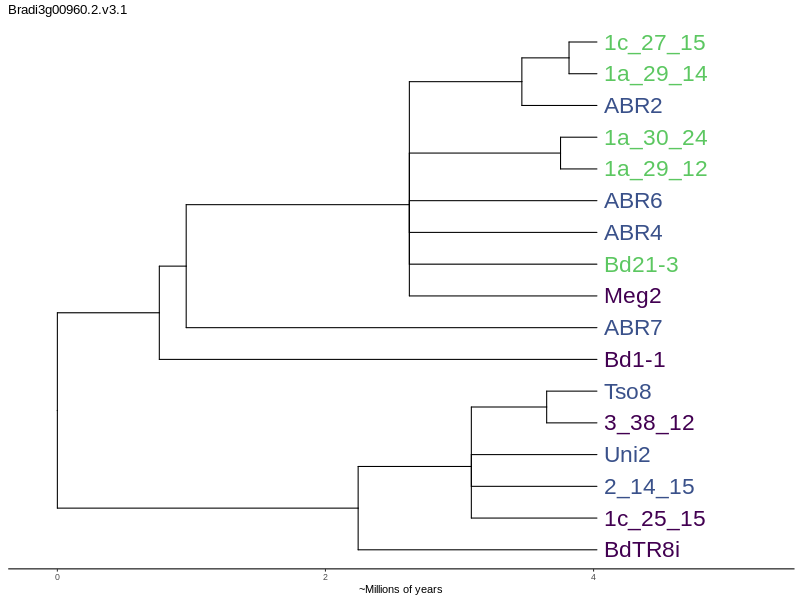 Bradi3g00960.2.v3.1
1c_27_15
1a_29_14
ABR2
1a_30_24
1a_29_12
ABR6
ABR4
Bd21-3
Meg2
ABR7
Bd1-1
Tso8
3_38_12
Uni2
2_14_15
1c_25_15
BdTR8i
0 2 4
~Millions of years